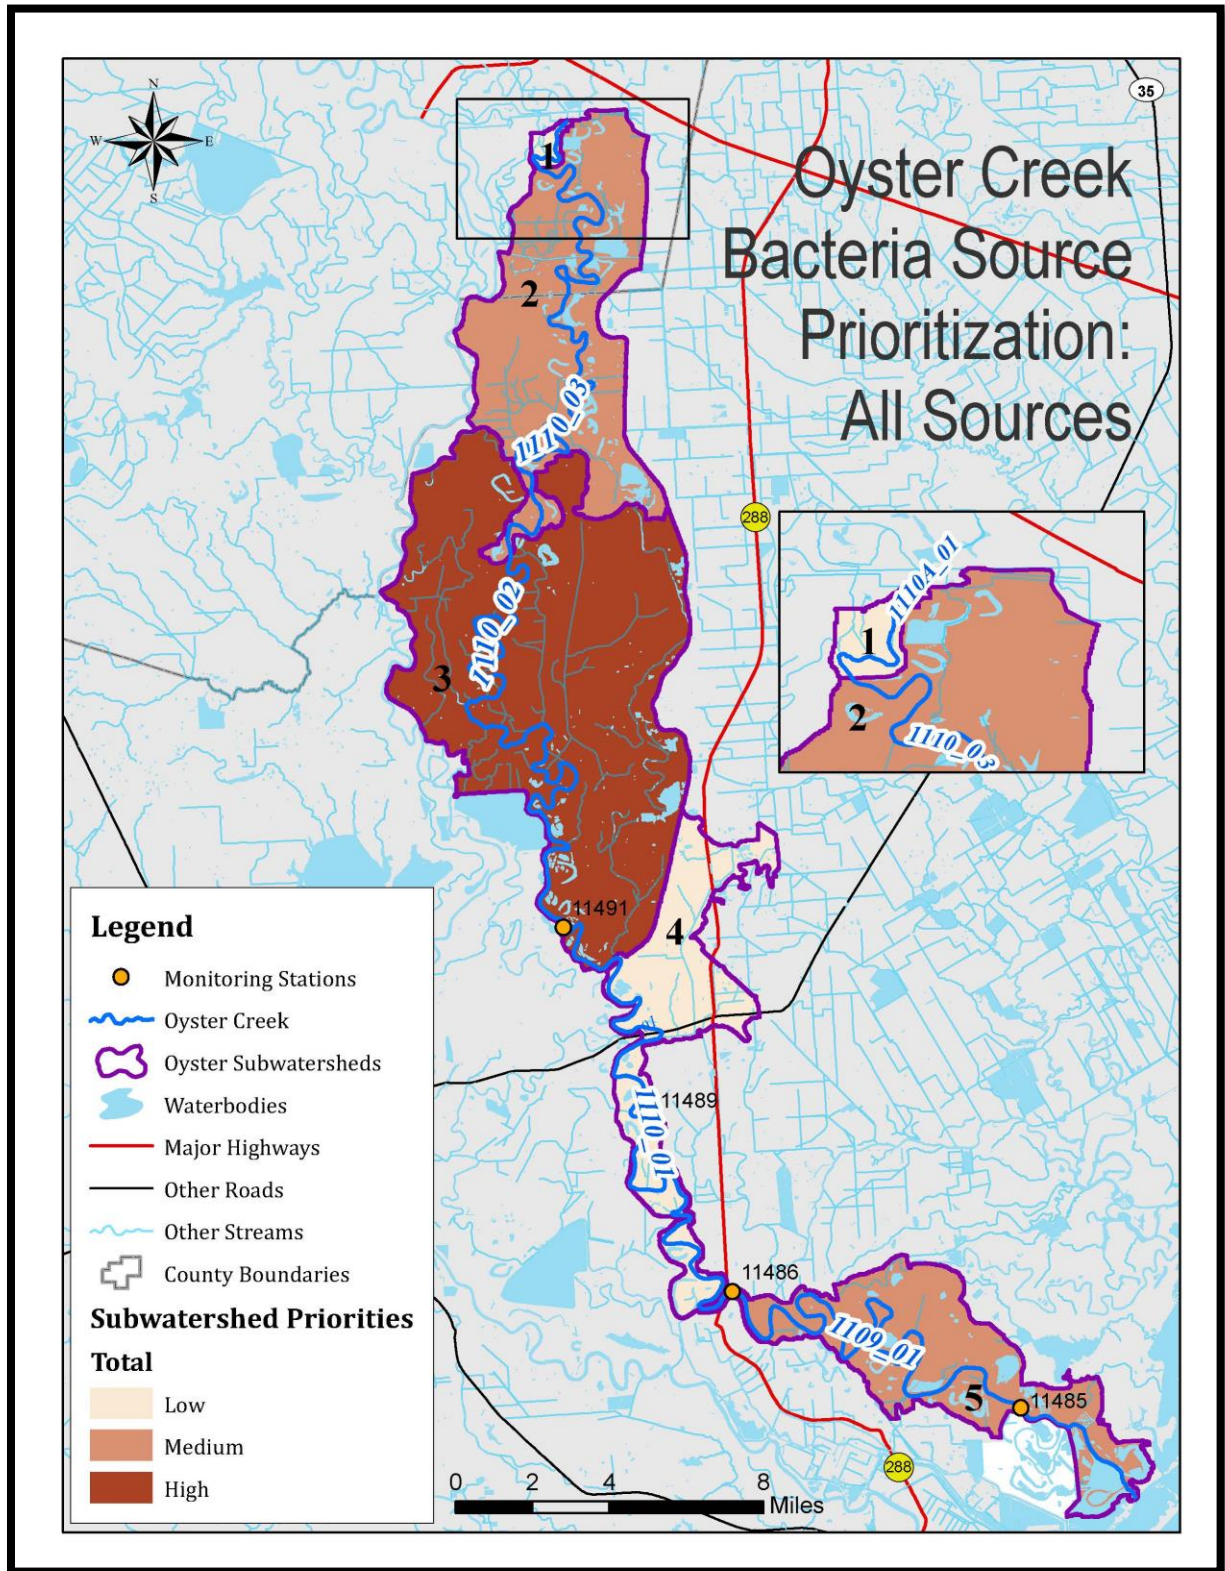 N
W
E
S
35
Oyster Creek
Bacteria Source
Prioritization:
All Sources
1
2
1110_03
288
1110A_01
1
2
1110_03
1110_02
3
4
11491
Legend
Monitoring Stations
Oyster Creek
Oyster Subwatersheds
Waterbodies
Major Highways
Other Roads
Other Streams
County Boundaries
Subwatershed Priorities
Total
Low
Medium
High
11489
1110_01
11486
1109_01
5
11485
288
0 2 4 8
Miles